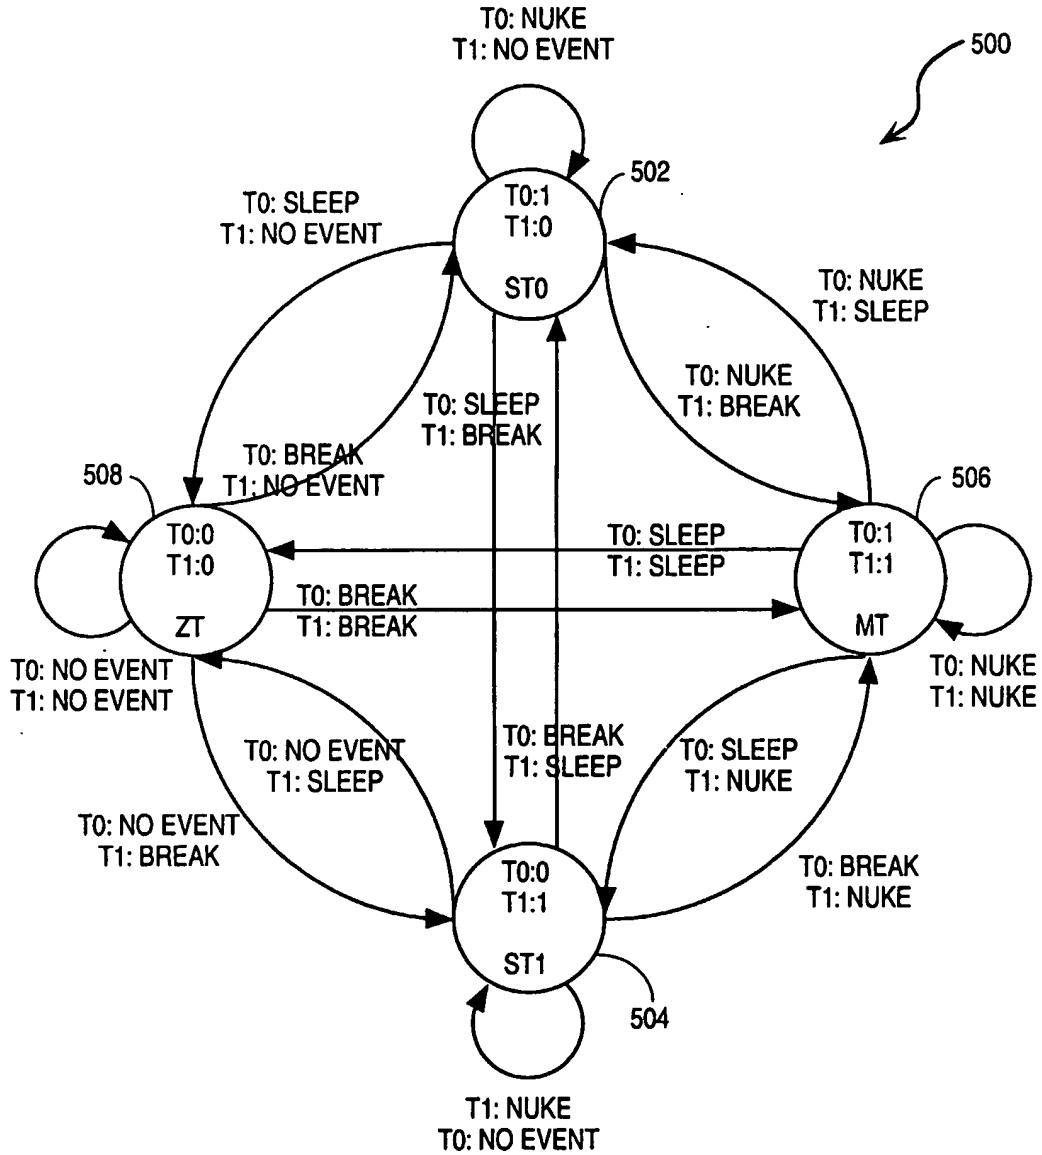 T0: NUKE
T1: NO EVENT
500
502
T0:1
T1:0
ST0
T0: SLEEP
T1: NO EVENT
T0: NUKE
T1: SLEEP
T0: NUKE
T1: BREAK
T0: SLEEP
T1: BREAK
T0: BREAK
T1: NO EVENT
508
506
T0:0
T1:0
ZT
T0:1
T1:1
MT
T0: SLEEP
T1: SLEEP
T0: BREAK
T1: BREAK
T0: NO EVENT
T1: NO EVENT
T0: NUKE
T1: NUKE
T0: NO EVENT
T1: SLEEP
T0: BREAK
T1: SLEEP
T0: SLEEP
T1: NUKE
T0: NO EVENT
T1: BREAK
T0: BREAK
T1: NUKE
T0:0
T1:1
ST1
504
T1: NUKE
T0: NO EVENT